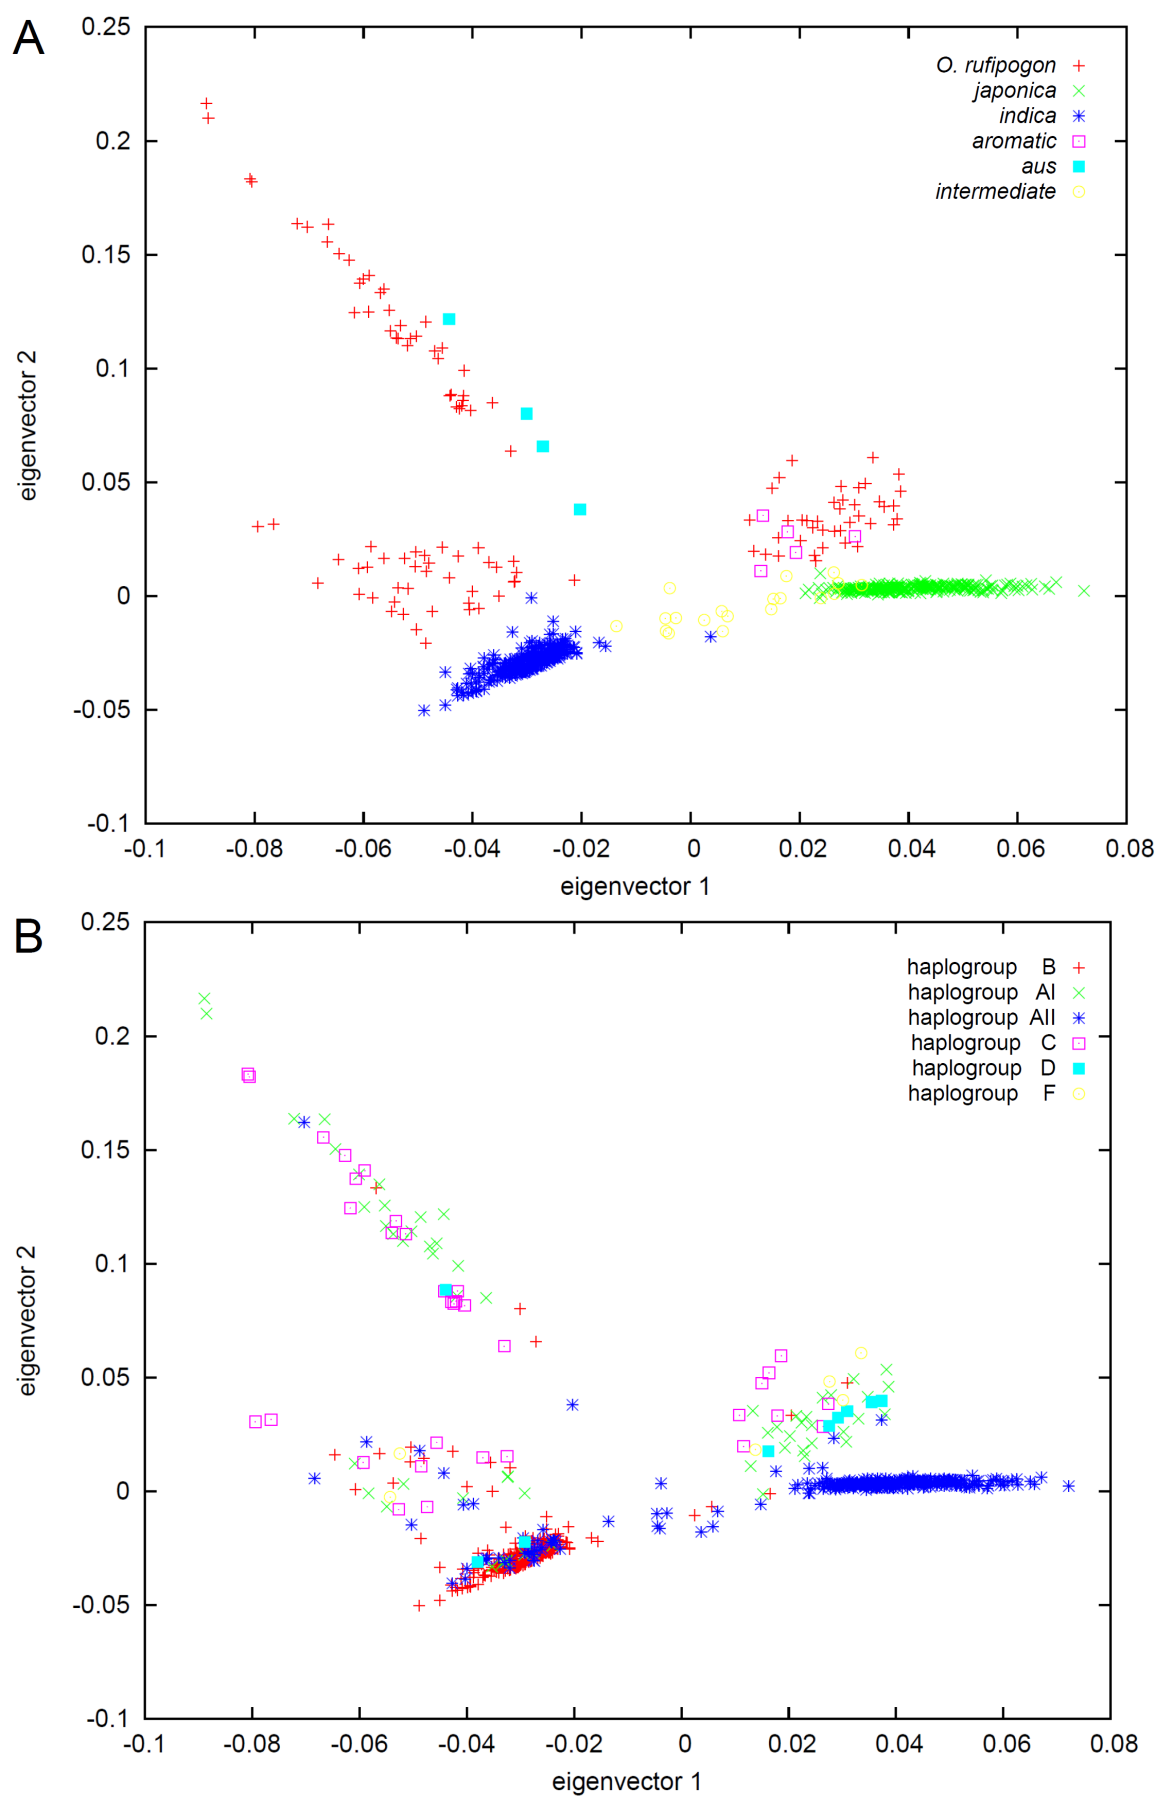 A
0.25
O. rufipogon
japonica
indica
0.2
aromatic
aus
intermediate
0.15
0.1
eigenvector 2
0.05
0
-0.05
-0.1
-0.1 -0.08 -0.06 -0.04 -0.02 0 0.02 0.04 0.06 0.08
eigenvector 1
B
0.25
haplogroup B
haplogroup AI
haplogroup AII
0.2
haplogroup C
haplogroup D
haplogroup F
0.15
0.1
eigenvector 2
0.05
0
-0.05
-0.1
-0.1 -0.08 -0.06 -0.04 -0.02 0 0.02 0.04 0.06 0.08
eigenvector 1